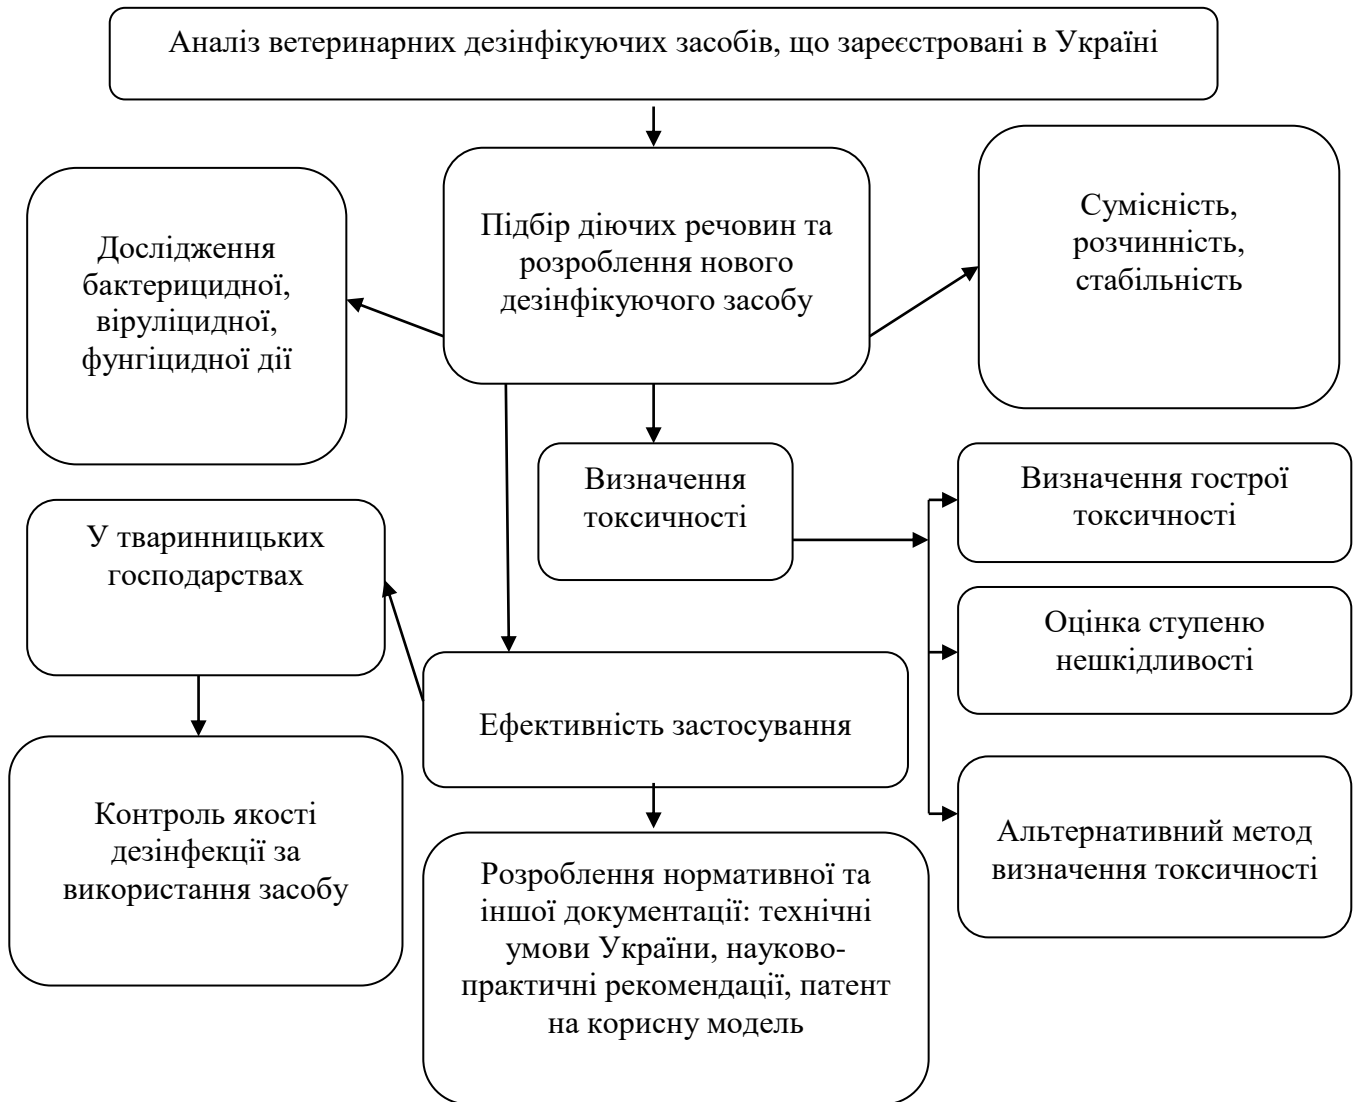 Аналіз ветеринарних дезінфікуючих засобів, що зареєстровані в Україні
Підбір діючих речовин та
розроблення нового
дезінфікуючого засобу
Сумісність,
розчинність,
стабільність
Дослідження
бактерицидної,
віруліцидної,
фунгіцидної дії
Визначення
токсичності
Визначення гострої
токсичності
У тваринницьких
господарствах
Оцінка ступеню
нешкідливості
Ефективність застосування
Контроль якості
дезінфекції за
використання засобу
Альтернативний метод
визначення токсичності
Розроблення нормативної та
іншої документації: технічні
умови України, науково-
практичні рекомендації, патент
на корисну модель